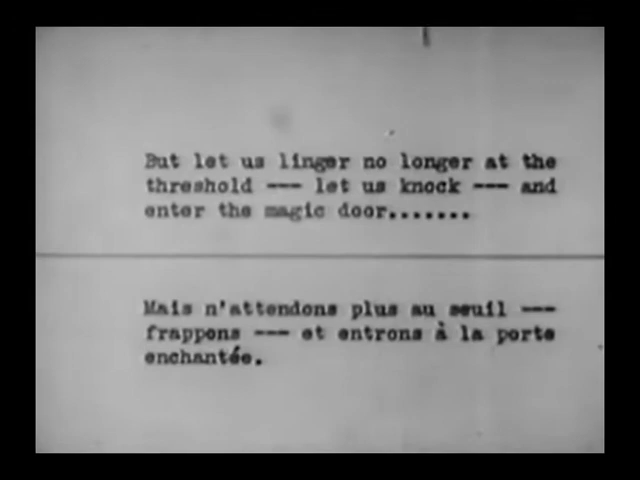 But let us linger no longer at the
threshold --- let us knock --- and
enter the magic door.......
Mais n'attendons plus au seuil ---
frappons --- et entrons à la porte
enchantée.